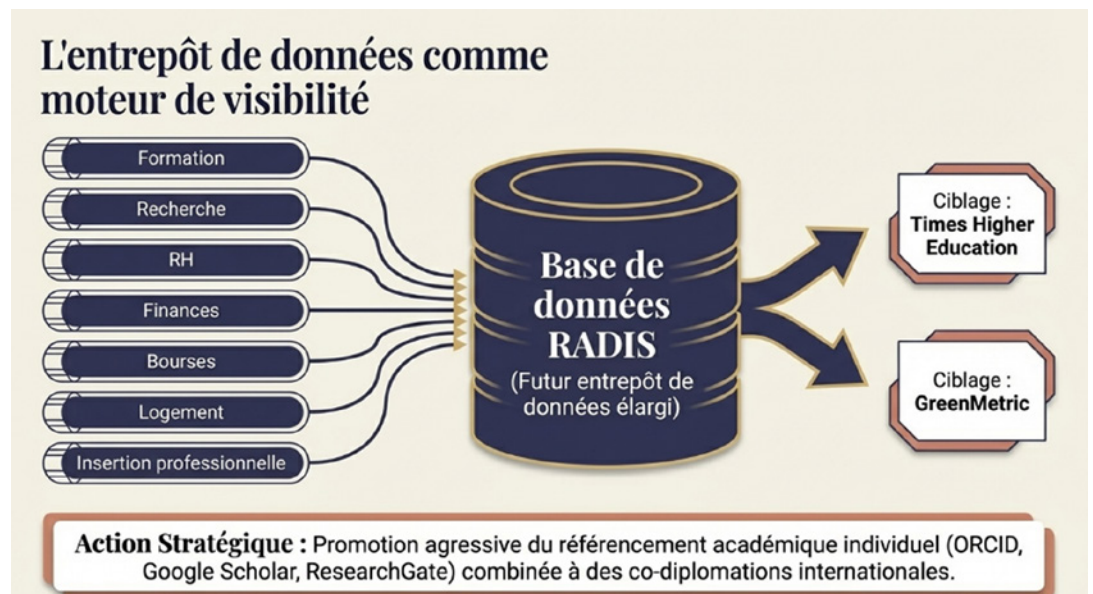 L'entrepôt de données comme
moteur de visibilité
Formation
Recherche
RH
Finances
Bourses
Logement
Insertion professionnelle
Base de
données
RADIS
(Futur entrepôt de
données élargi)
Ciblage :
Times Higher
Education
Ciblage :
GreenMetric
Action Stratégique : Promotion agressive du référencement académique individuel (ORCID,
Google Scholar, ResearchGate) combinée à des co-diplomations internationales.